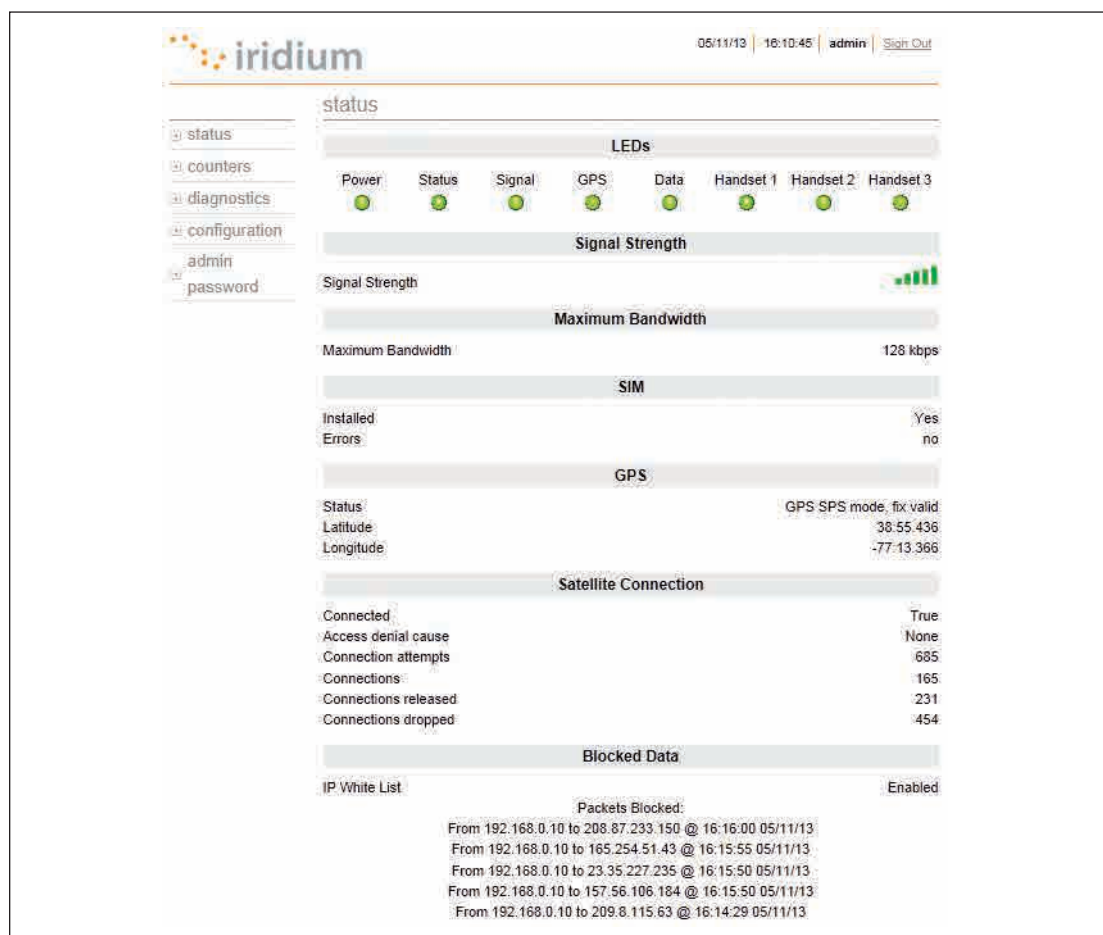 iridium
05/11/13 16:10:45 admin Sign Out
status
status
counters
diagnostics
configuration
admin
password
LEDs
Power Status Signal GPS Data Handset 1 Handset 2 Handset 3
Signal Strength
Signal Strength
Maximum Bandwidth
Maximum Bandwidth 128 kbps
SIM
Installed Yes
Errors no
GPS
Status GPS SPS mode, fix valid
Latitude 38:55.436
Longitude -77:13.366
Satellite Connection
Connected True
Access denial cause None
Connection attempts 685
Connections 165
Connections released 231
Connections dropped 454
Blocked Data
IP White List Enabled
Packets Blocked:
From 192.168.0.10 to 208.87.233.150 @ 16:16:00 05/11/13
From 192.168.0.10 to 165.254.51.43 @ 16:15:55 05/11/13
From 192.168.0.10 to 23.35.227.235 @ 16:15:50 05/11/13
From 192.168.0.10 to 157.56.106.184 @ 16:15:50 05/11/13
From 192.168.0.10 to 209.8.115.63 @ 16:14:29 05/11/13